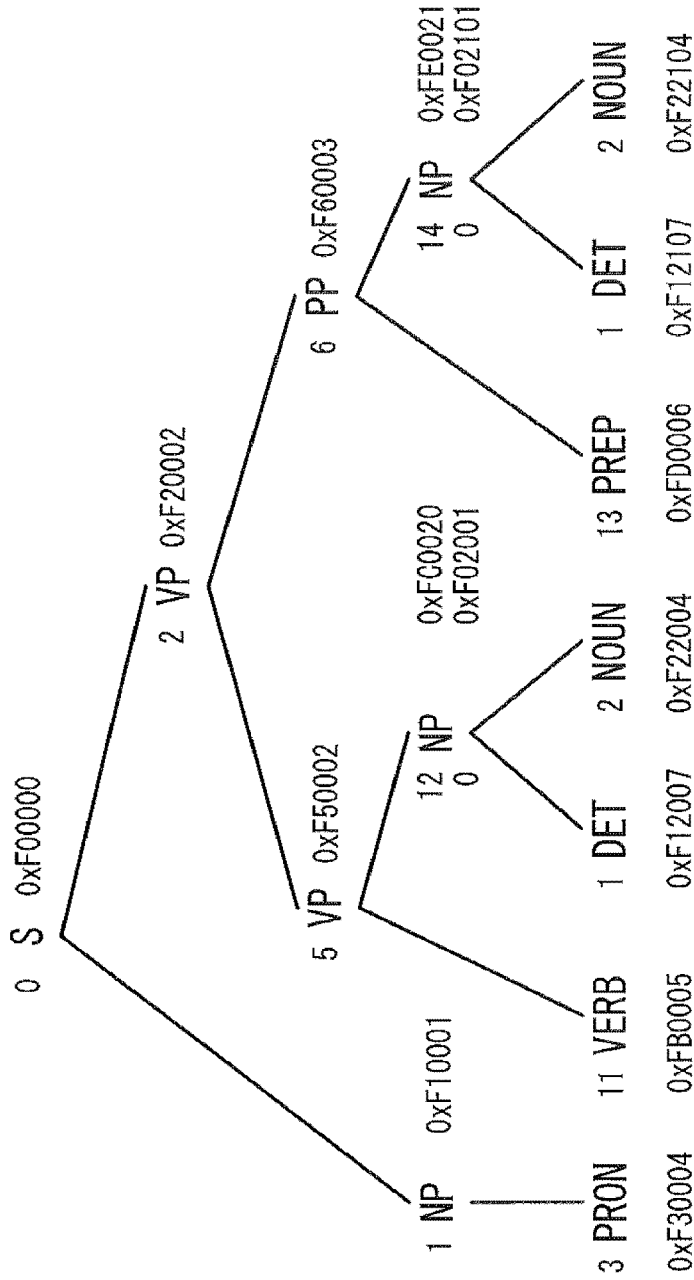 0 S 0xF00000
2 VP 0xF20002
5 VP 0xF50002
6 PP 0xF60003
1 NP 0xF10001
12 NP 0xFC0020
0 0xF02001
14 NP 0xFE0021
0 0xF02101
3 PRON
11 VERB
1 DET
2 NOUN
13 PREP
1 DET
2 NOUN
0xF30004
0xFB0005
0xF12007
0xF22004
0xFD0006
0xF12107
0xF22104